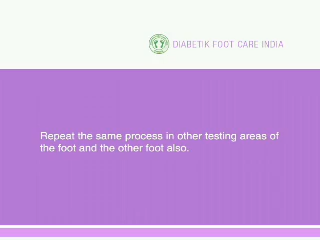 DIABETIK FOOT CARE INDIA
Repeat the same process in other testing areas of
the foot and the other foot also.